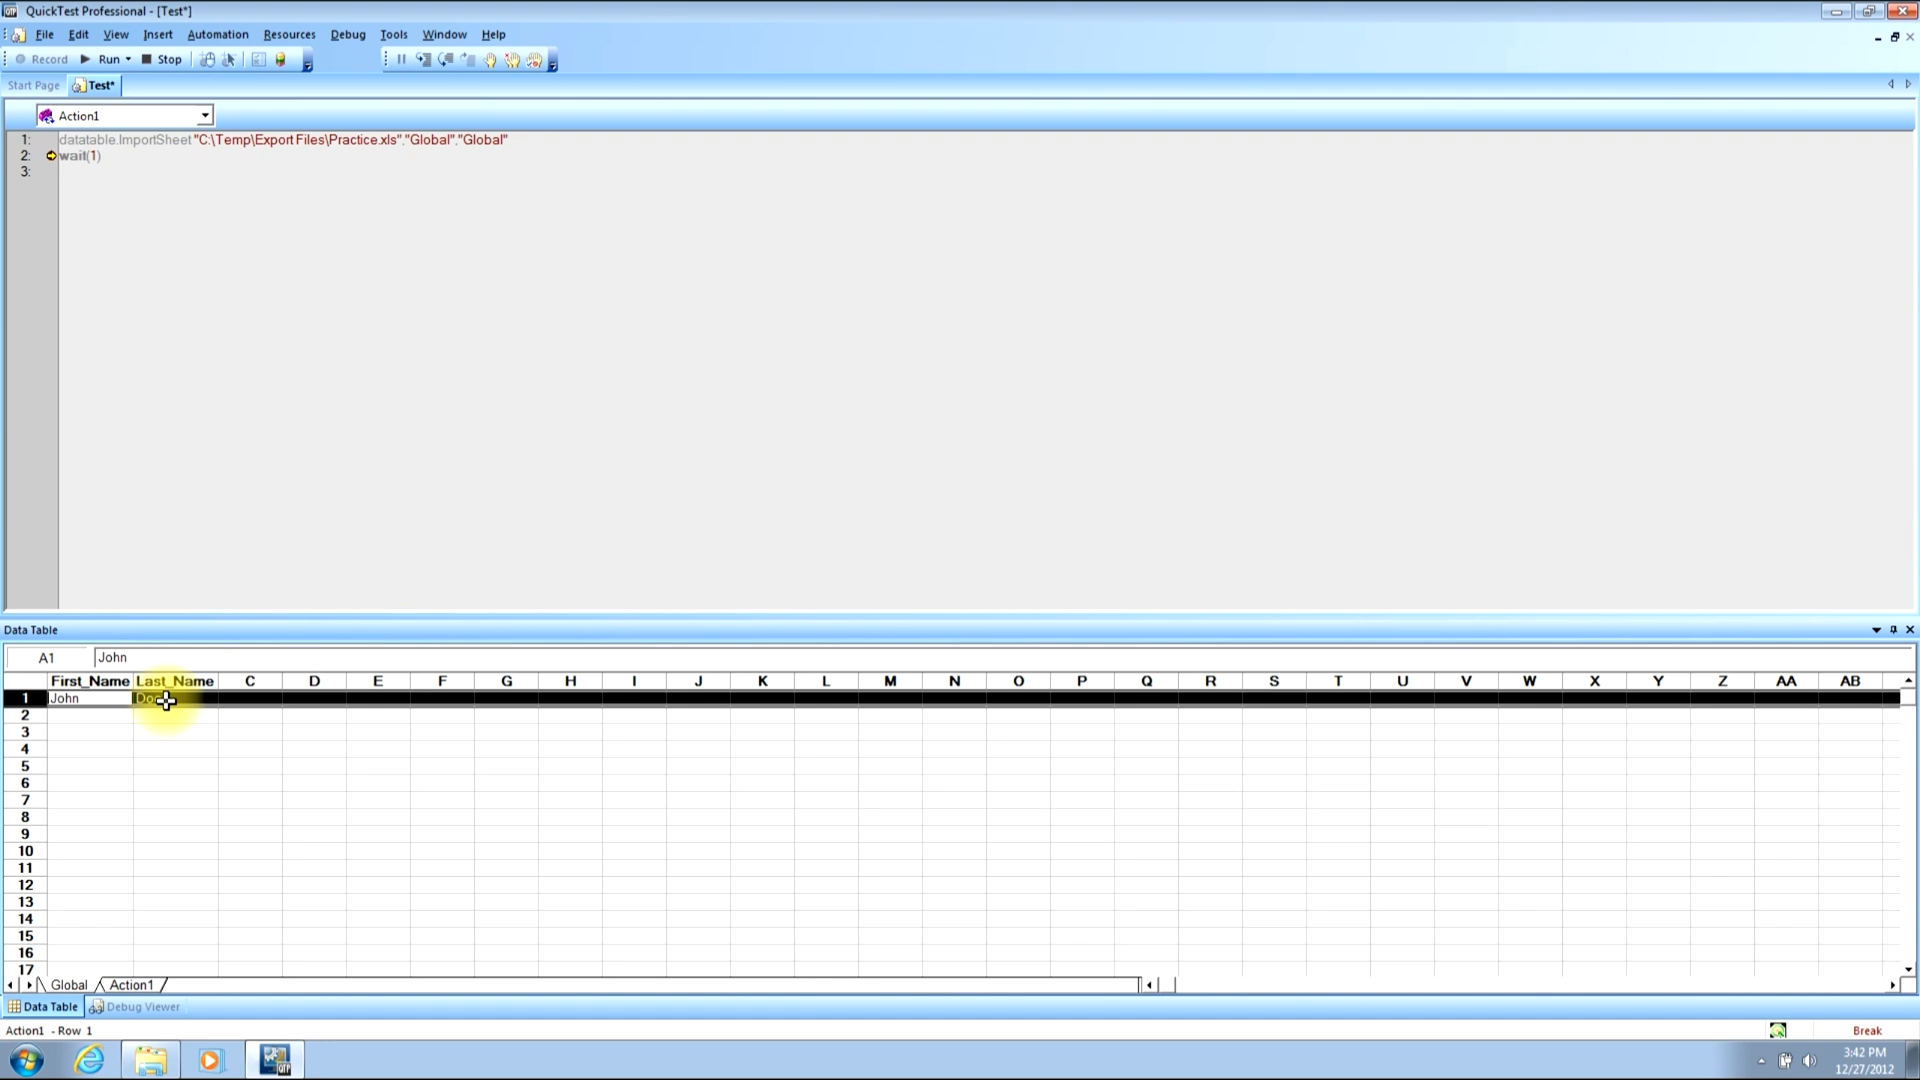 QuickTest Professional - [Test*]
File Edit View Insert Automation Resources Debug Tools Window Help
Record Run Stop
Start Page Test*
Action1
1: datatable.ImportSheet "C:\Temp\Export Files\Practice.xls","Global","Global"
2: wait(1)
3:
Data Table
A1 John
First_Name Last_Name C D E F G H I J K L M N O P Q R S T U V W X Y Z AA AB
1 John
2
3
4
5
6
7
8
9
10
11
12
13
14
15
16
17
Global Action1
Data Table Debug Viewer
Action1 - Row 1 Break
QTP
3:42 PM
12/27/2012